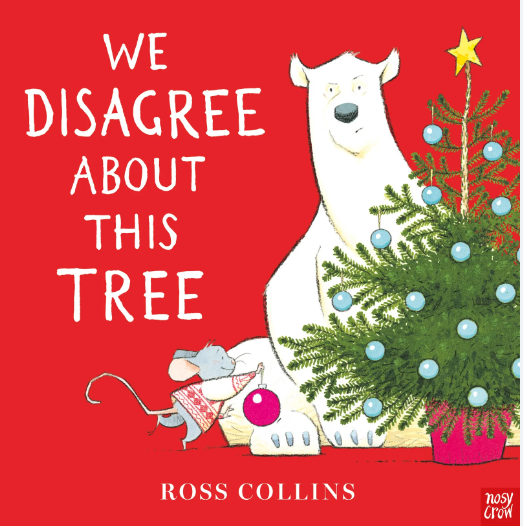 WE
DISAGREE
ABOUT
THIS
TREE
ROSS COLLINS
nosy
crow